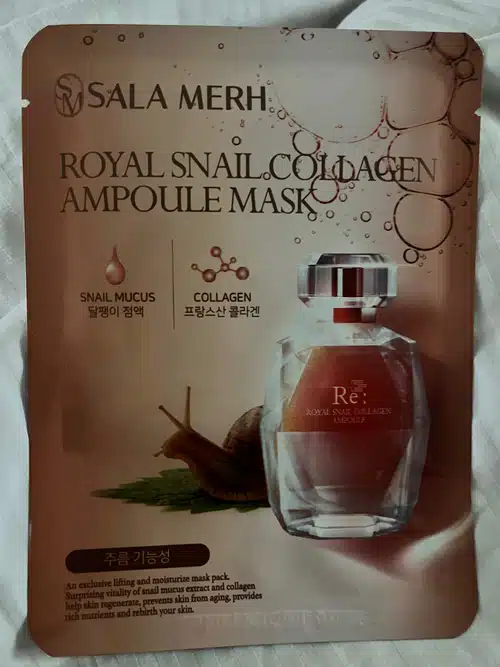 SM SALA MERH
ROYAL SNAIL COLLAGEN
AMPOULE MASK
SNAIL MUCUS
달팽이 점액
COLLAGEN
프랑스산 콜라겐
Re:
ROYAL SNAIL COLLAGEN
AMPOULE
주름 기능성
An exclusive lifting and moisturize mask pack.
Surprising vitality of snail mucus extract and collagen
help skin regenerate, prevents skin from aging, provides
rich nutrients and rebirth your skin.